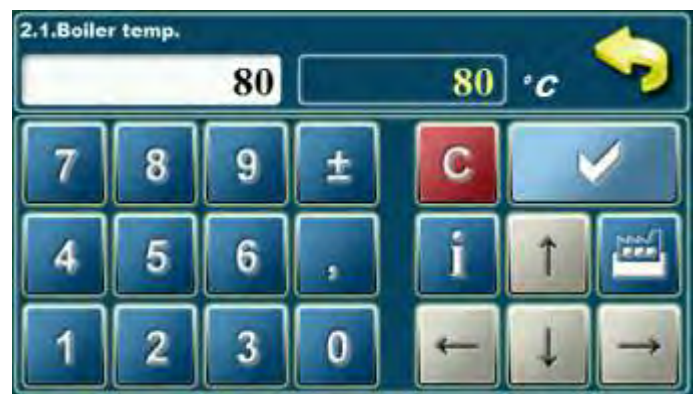 2.1.Boiler temp.
80 80 °C
7 8 9 ± C
4 5 6 , i ↑
1 2 3 0 ← ↓ →